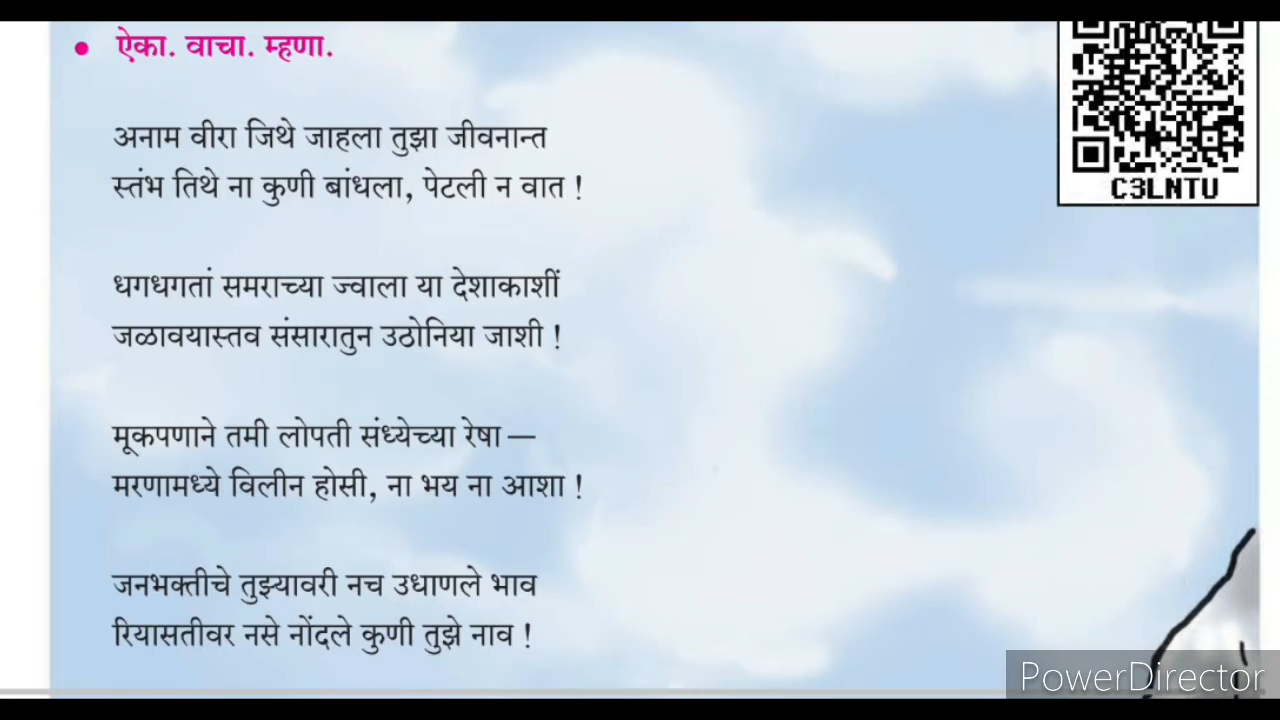 • ऐका. वाचा. म्हणा.
C3LNTU
अनाम वीरा जिथे जाहला तुझा जीवनान्त
स्तंभ तिथे ना कुणी बांधला, पेटली न वात !
धगधगतां समराच्या ज्वाला या देशाकाशीं
जळावयास्तव संसारातुन उठोनिया जाशी !
मूकपणाने तमी लोपती संध्येच्या रेषा —
मरणामध्ये विलीन होसी, ना भय ना आशा !
जनभक्तीचे तुझ्यावरी नच उधाणले भाव
रियासतीवर नसे नोंदले कुणी तुझे नाव !
PowerDirector